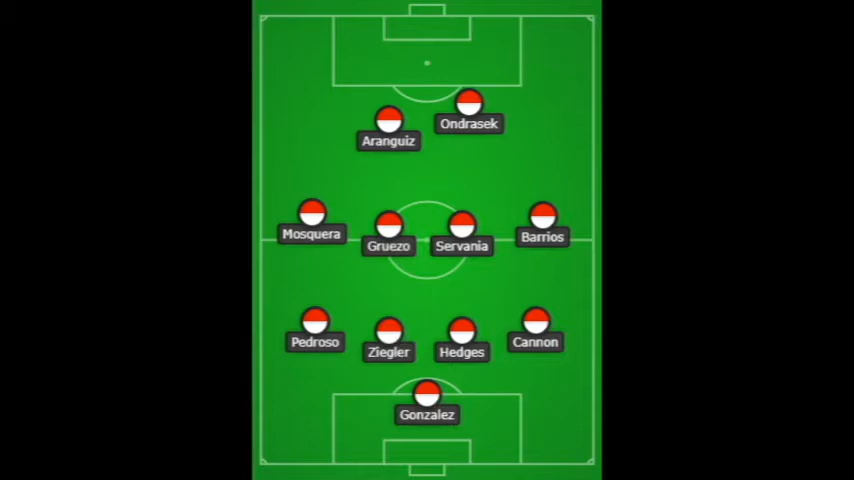 Ondrasek
Aranguiz
Mosquera
Gruezo
Servania
Barrios
Pedroso
Ziegler
Hedges
Cannon
Gonzalez